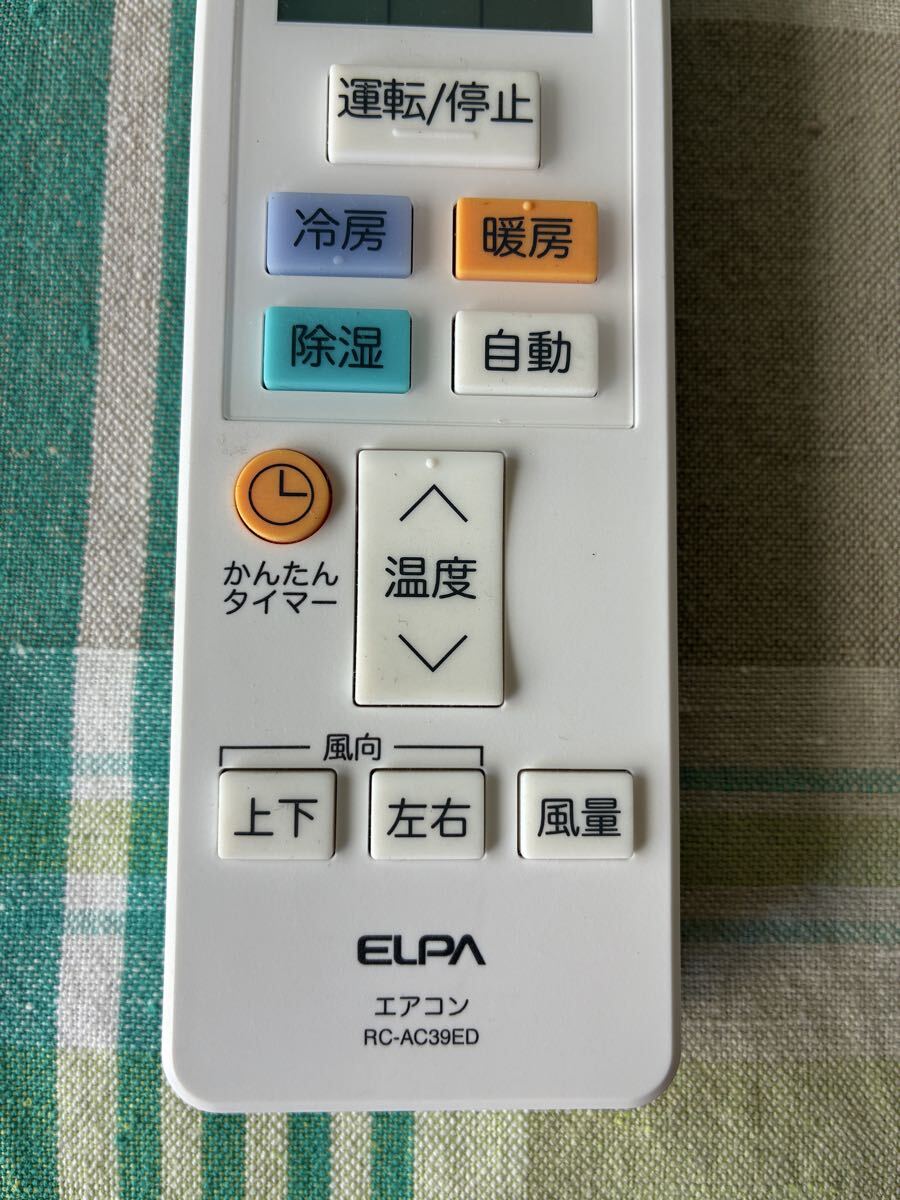 運転/停止
冷房
暖房
除湿
自動
かんたん
タイマー
温度
風向
上下
左右
風量
ELPA
エアコン
RC-AC39ED